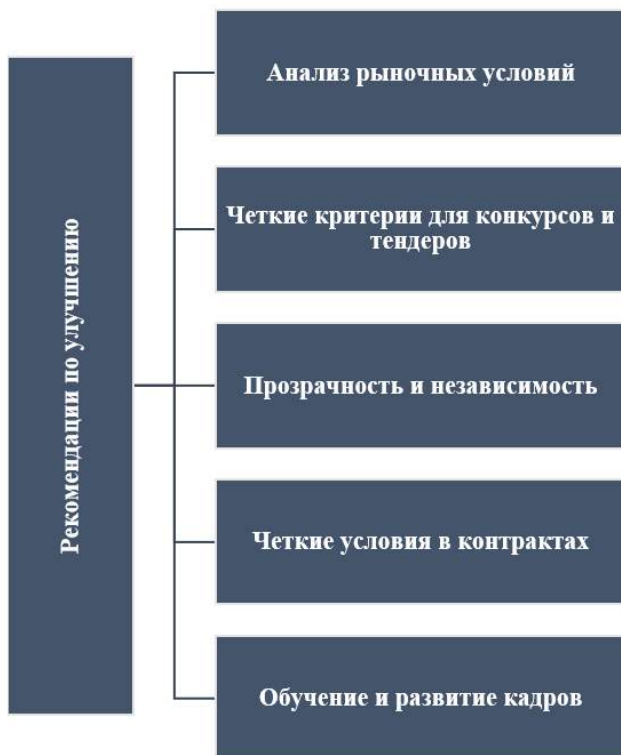 Рекомендации по улучшению
Анализ рыночных условий
Четкие критерии для конкурсов и
тендеров
Прозрачность и независимость
Четкие условия в контрактах
Обучение и развитие кадров